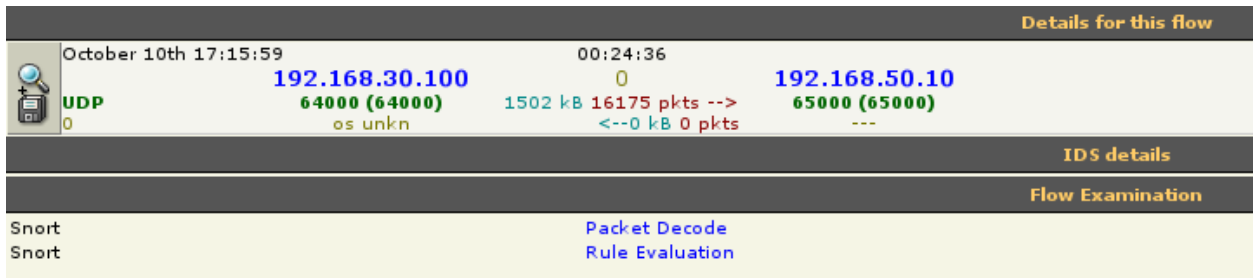 Details for this flow
October 10th 17:15:59 00:24:36
192.168.30.100 0 192.168.50.10
UDP 64000 (64000) 1502 kB 16175 pkts --> 65000 (65000)
0 os unkn <--0 kB 0 pkts ---
IDS details
Flow Examination
Snort Packet Decode
Snort Rule Evaluation